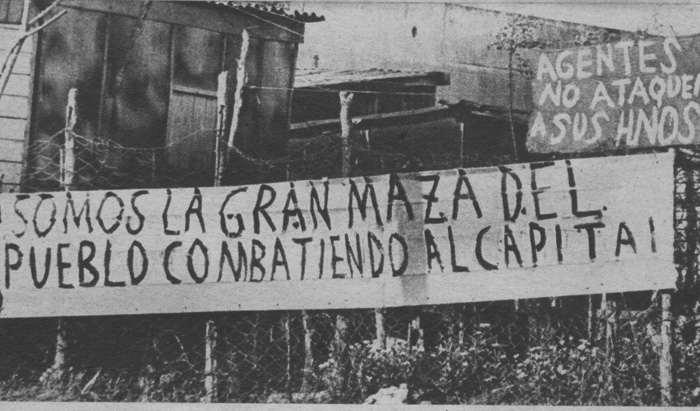 AGENTES
NO ATAQUEN
A SUS HNOS
SOMOS LA GRAN MAZA DEL.
PUEBLO COMBATIENDO AL CAPITAL